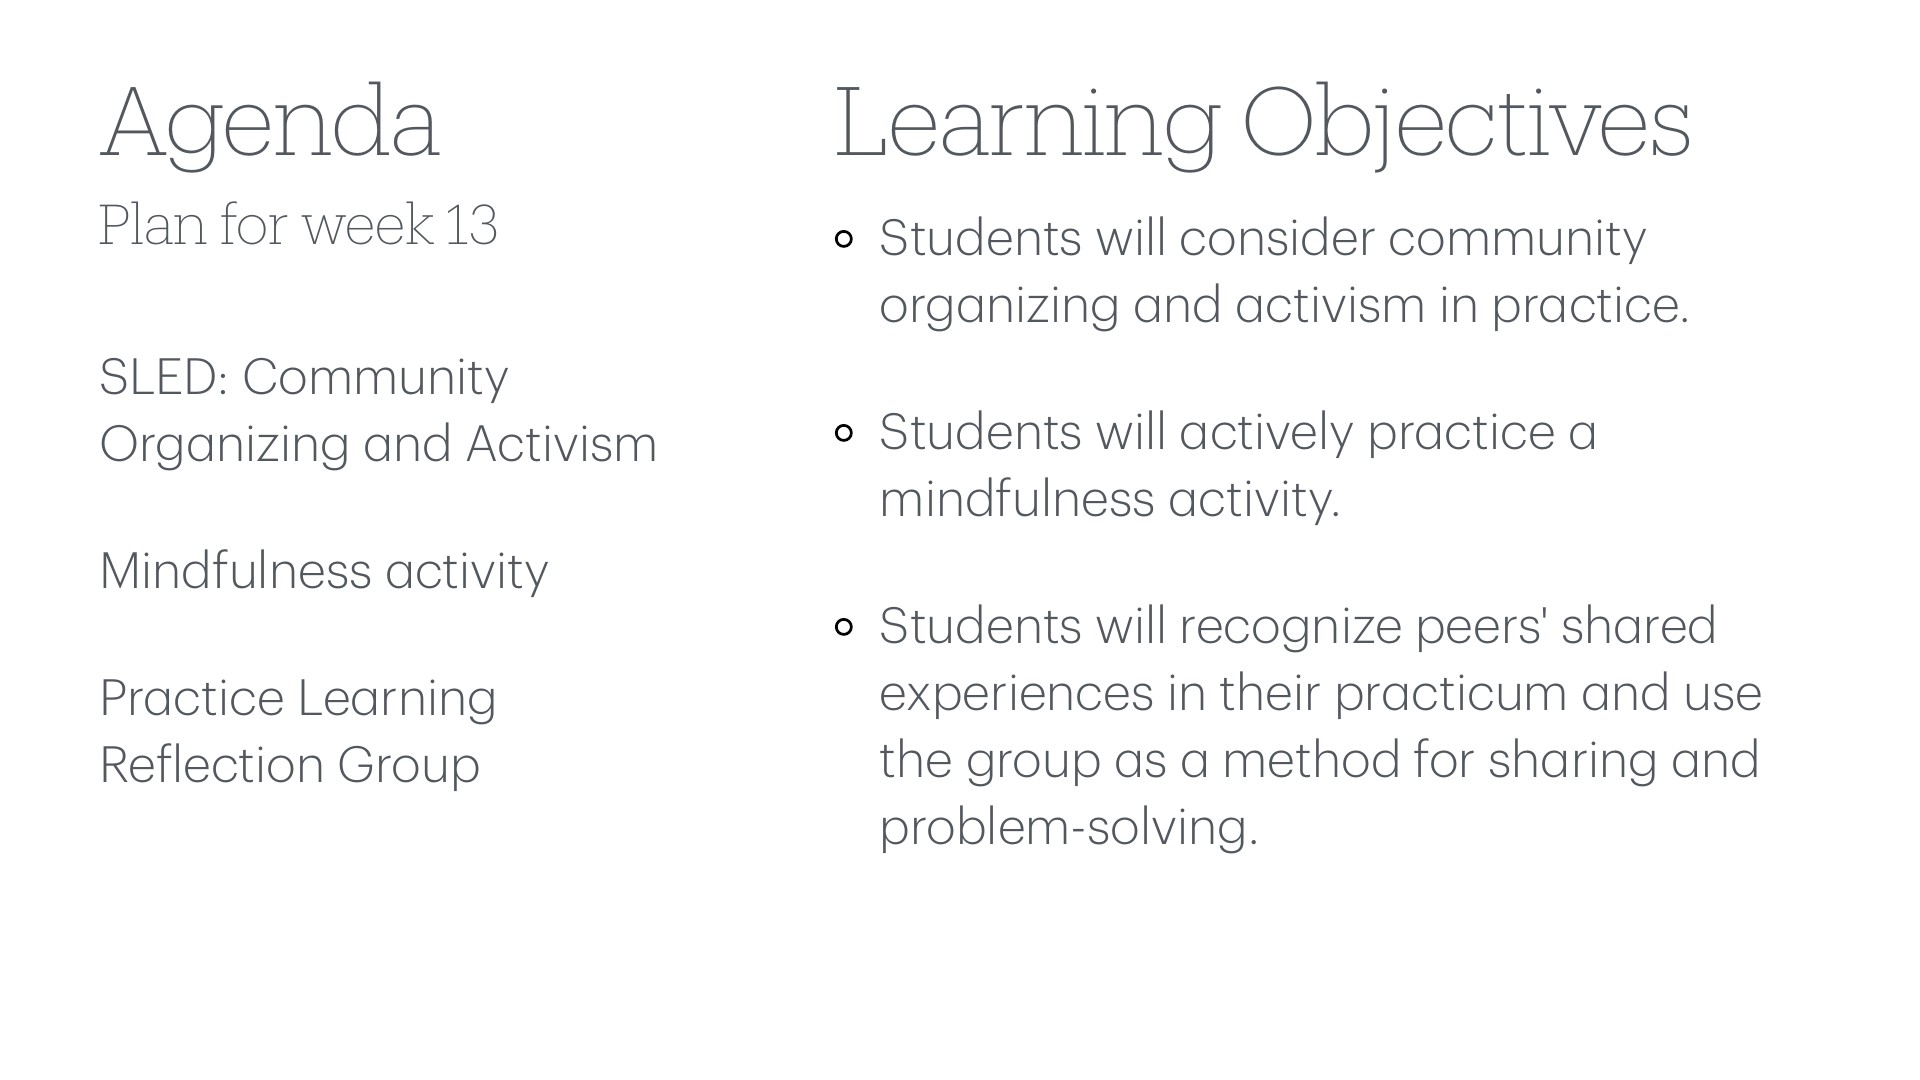 Agenda
Plan for week 13
SLED: Community
Organizing and Activism
Mindfulness activity
Practice Learning
Reflection Group
Learning Objectives
Students will consider community
organizing and activism in practice.
Students will actively practice a
mindfulness activity.
Students will recognize peers' shared
experiences in their practicum and use
the group as a method for sharing and
problem-solving.